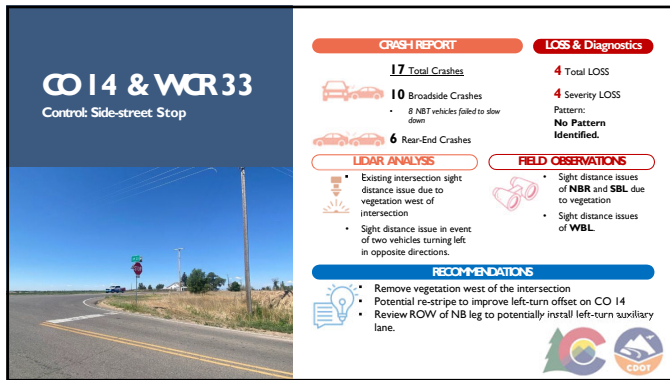 CO 14 & WCR 33
Control: Side-street Stop
CRASH REPORT
17 Total Crashes
10 Broadside Crashes
• 8 NBT vehicles failed to slow
down
6 Rear-End Crashes
LOSS & Diagnostics
4 Total LOSS
4 Severity LOSS
Pattern:
No Pattern
Identified.
LIDAR ANALYSIS
▪ Existing intersection sight
distance issue due to
vegetation west of
intersection
• Sight distance issue in event
of two vehicles turning left
in opposite directions.
FIELD OBSERVATIONS
• Sight distance issues
of NBR and SBL due
to vegetation
• Sight distance issues
of WBL.
RECOMMENDATIONS
▪ Remove vegetation west of the intersection
▪ Potential re-stripe to improve left-turn offset on CO 14
▪ Review ROW of NB leg to potentially install left-turn auxiliary
lane.
CDOT